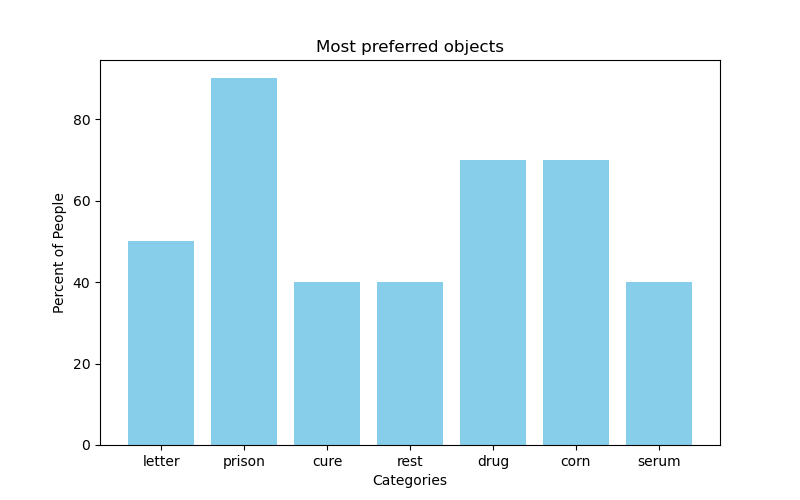 Most preferred objects
Percent of People
80
60
40
20
0
letter prison cure rest drug corn serum
Categories